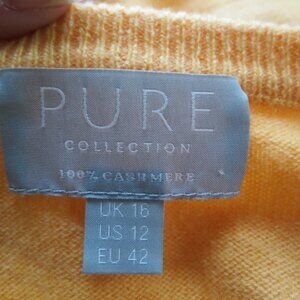 PURE
COLLECTION
100% CASHMERE
UK 16
US 12
EU 42